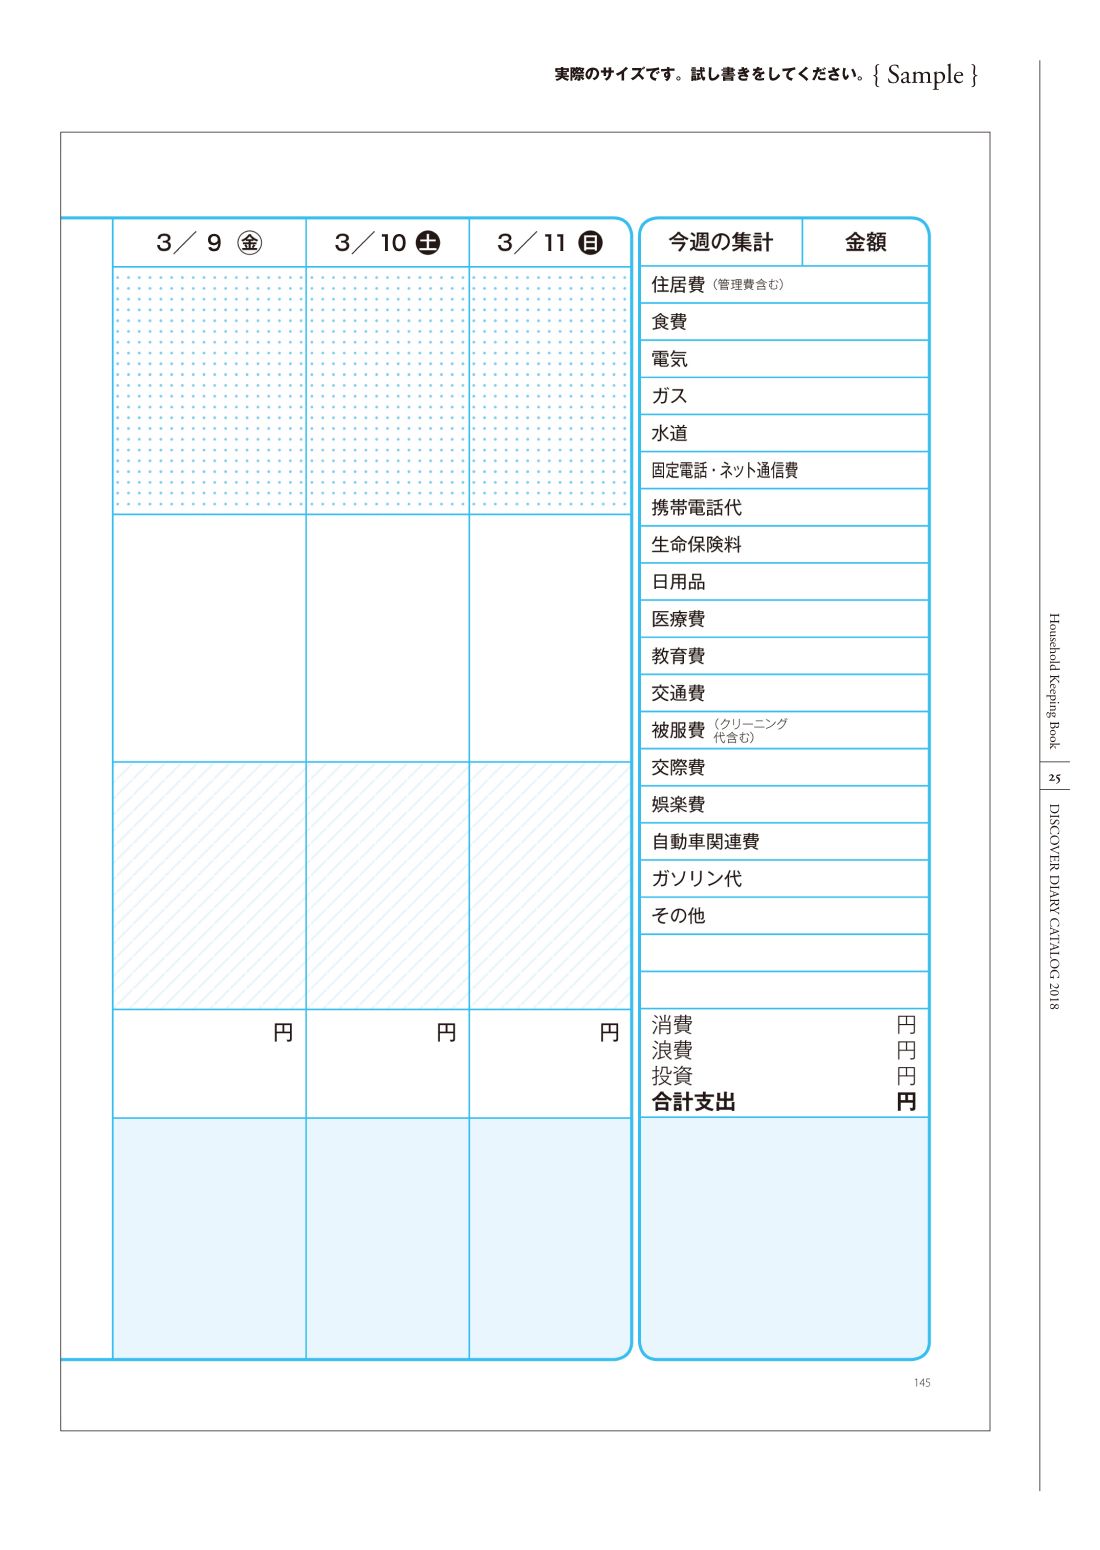 実際のサイズです。試し書きをしてください。{ Sample }
3／ 9 ㊎
3／10 土
3／11 日
今週の集計 金額
住居費（管理費含む）
食費
電気
ガス
水道
固定電話・ネット通信費
携帯電話代
生命保険料
日用品
医療費
教育費
交通費
被服費（クリーニング
代含む）
交際費
娯楽費
自動車関連費
ガソリン代
その他
円 円 円
消費 円
浪費 円
投資 円
合計支出 円
145
Household Keeping Book
25
DISCOVER DIARY CATALOG 2018